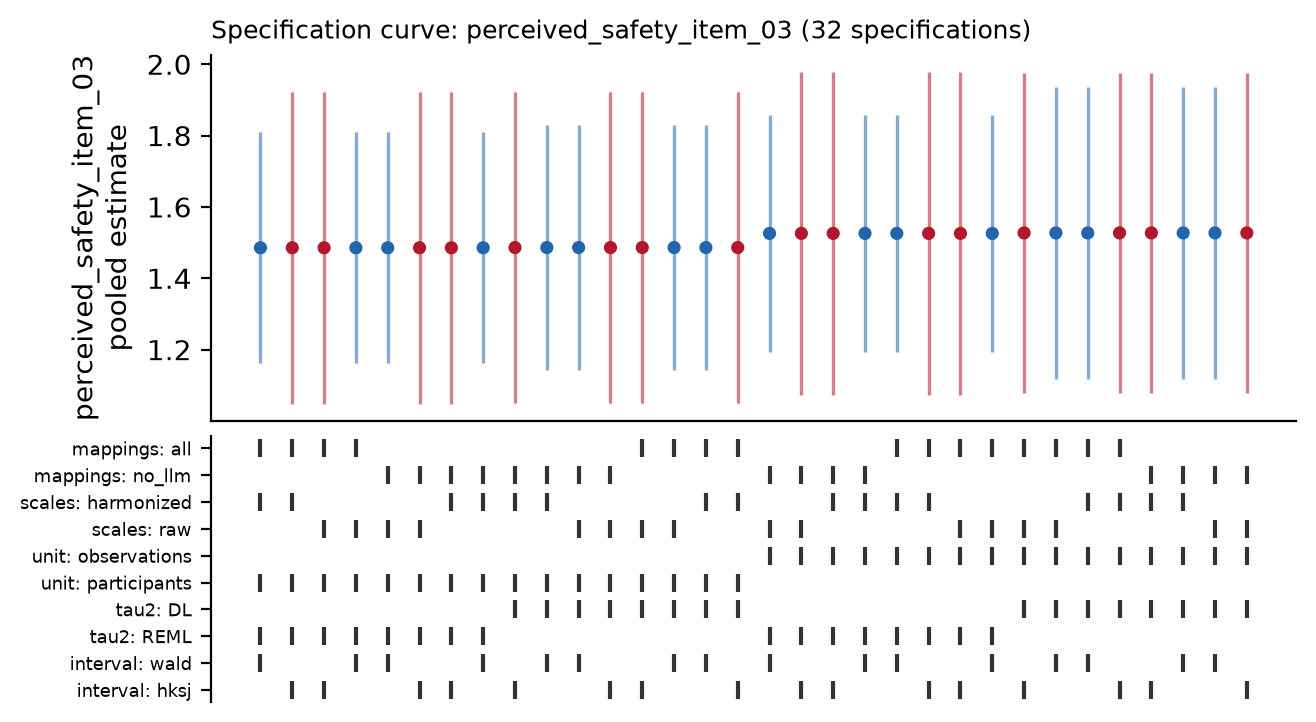 Specification curve: perceived_safety_item_03 (32 specifications)
perceived_safety_item_03
pooled estimate
2.0
1.8
1.6
1.4
1.2
mappings: all
mappings: no_llm
scales: harmonized
scales: raw
unit: observations
unit: participants
tau2: DL
tau2: REML
interval: wald
interval: hksj